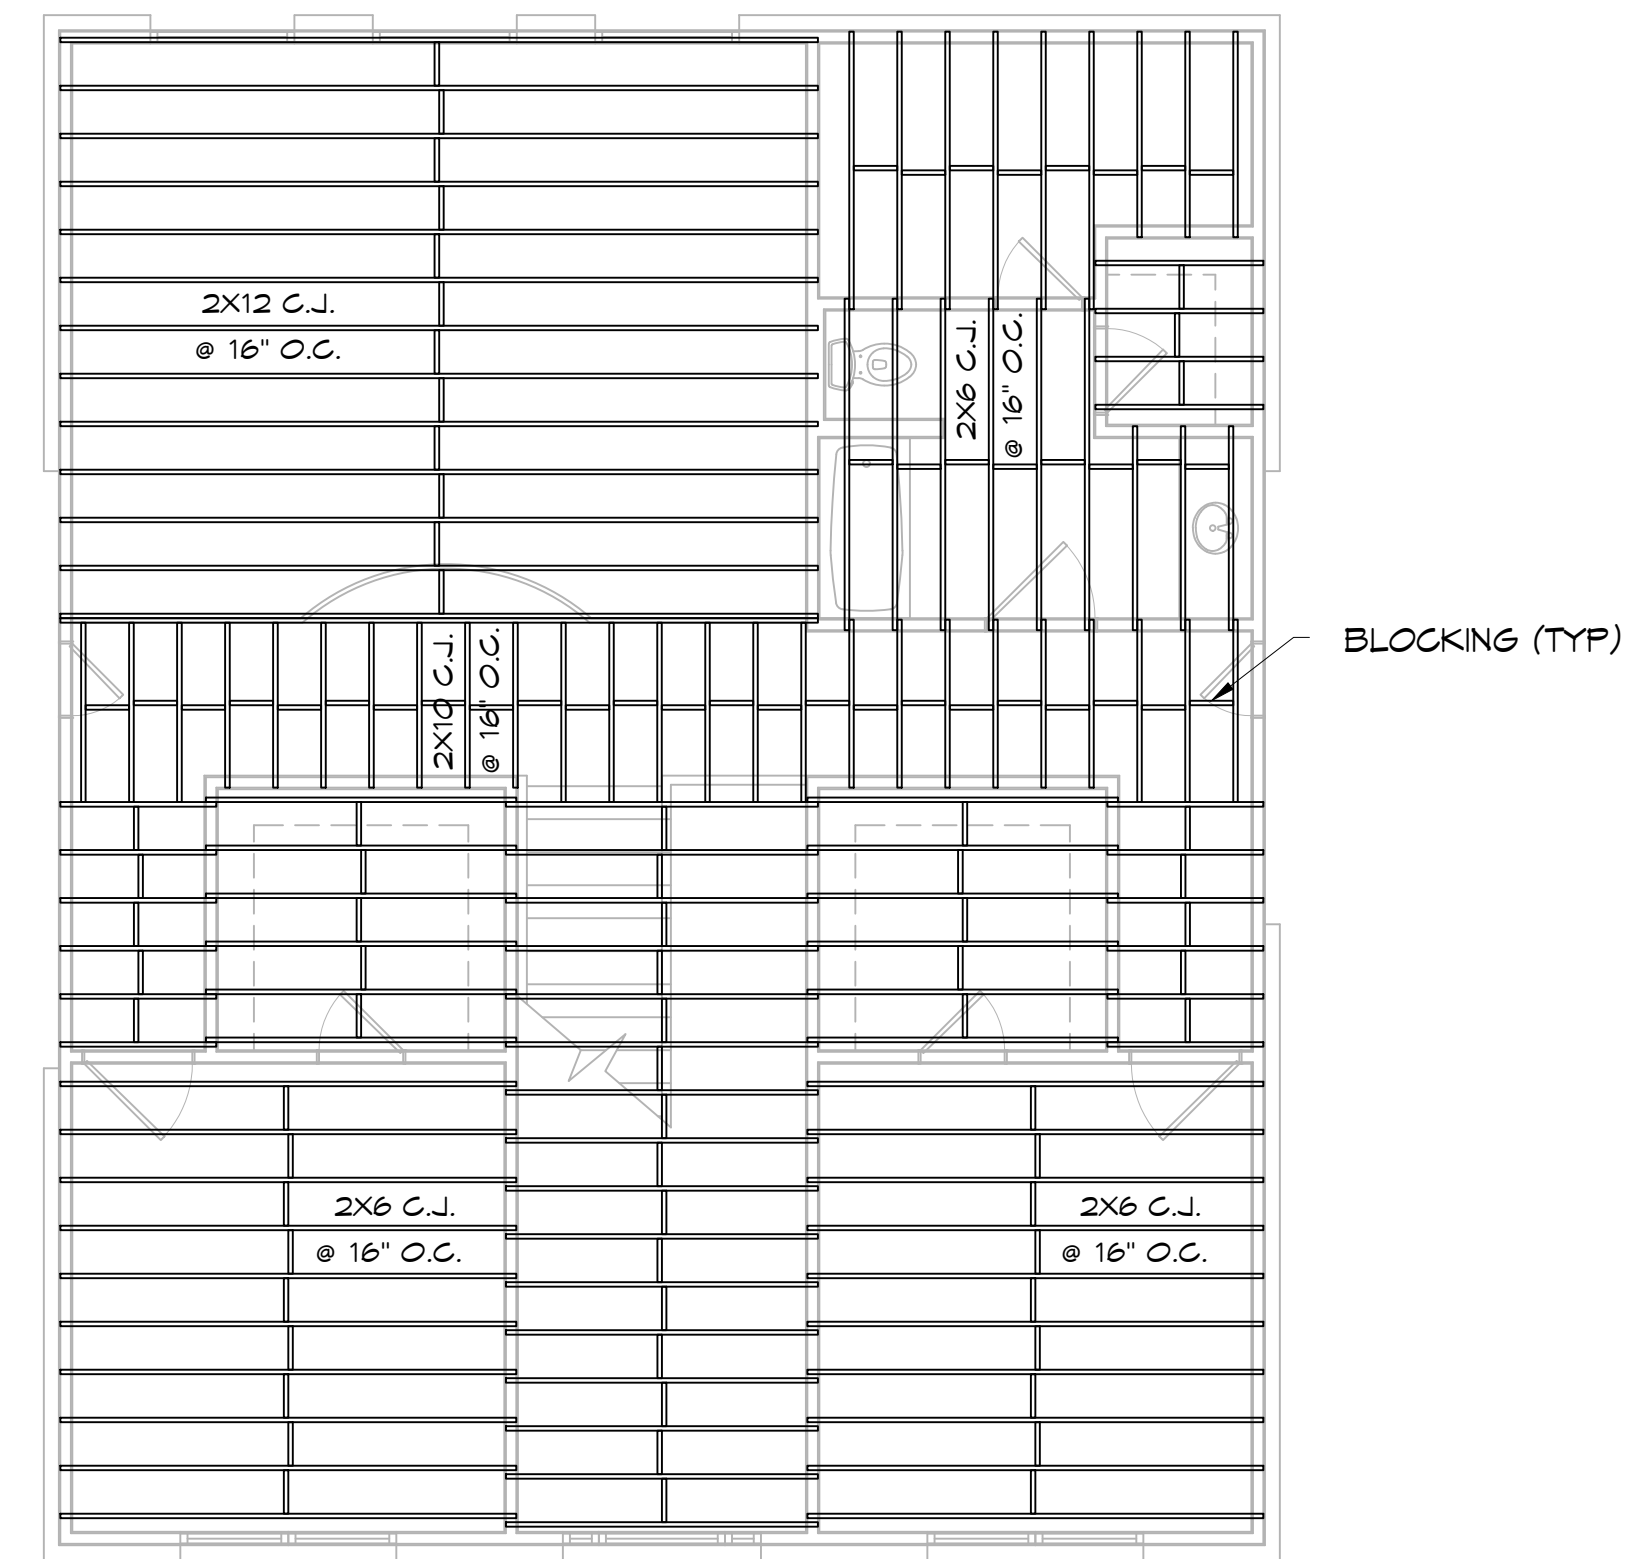 2X12 C.J.
@ 16" O.C.
2X6 C.J.
@ 16" O.C.
BLOCKING (TYP)
2X10 C.J.
@ 16" O.C.
2X6 C.J.
@ 16" O.C.
2X6 C.J.
@ 16" O.C.